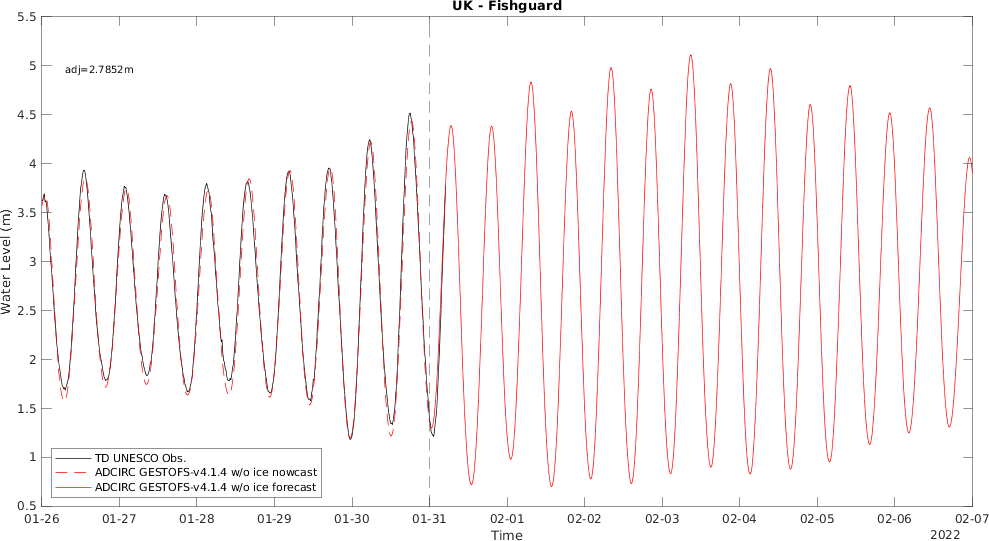 UK - Fishguard
adj=2.7852m
Water Level (m)
5.5
5
4.5
4
3.5
3
2.5
2
1.5
1
0.5
TD UNESCO Obs.
ADCIRC GESTOFS-v4.1.4 w/o ice nowcast
ADCIRC GESTOFS-v4.1.4 w/o ice forecast
01-26 01-27 01-28 01-29 01-30 01-31 02-01 02-02 02-03 02-04 02-05 02-06 02-07
Time
2022